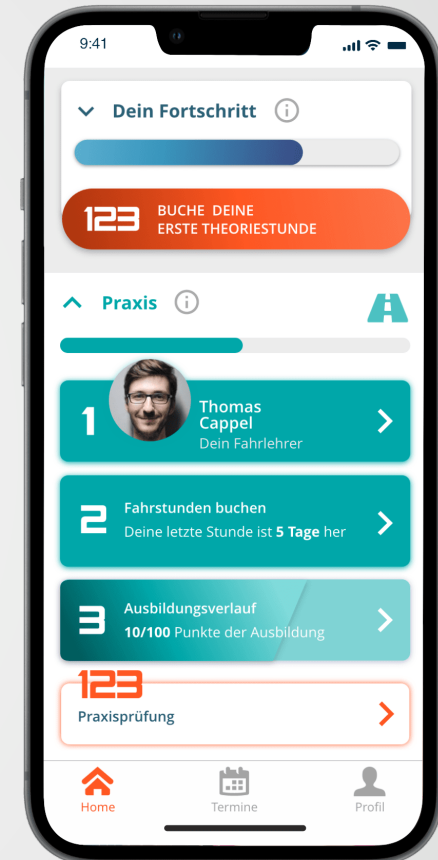 9:41
Dein Fortschritt
123 BUCHE DEINE
ERSTE THEORIESTUNDE
Praxis
1
Thomas
Cappel
Dein Fahrlehrer
2
Fahrstunden buchen
Deine letzte Stunde ist 5 Tage her
3
Ausbildungsverlauf
10/100 Punkte der Ausbildung
123
Praxisprüfung
Home Termine Profil